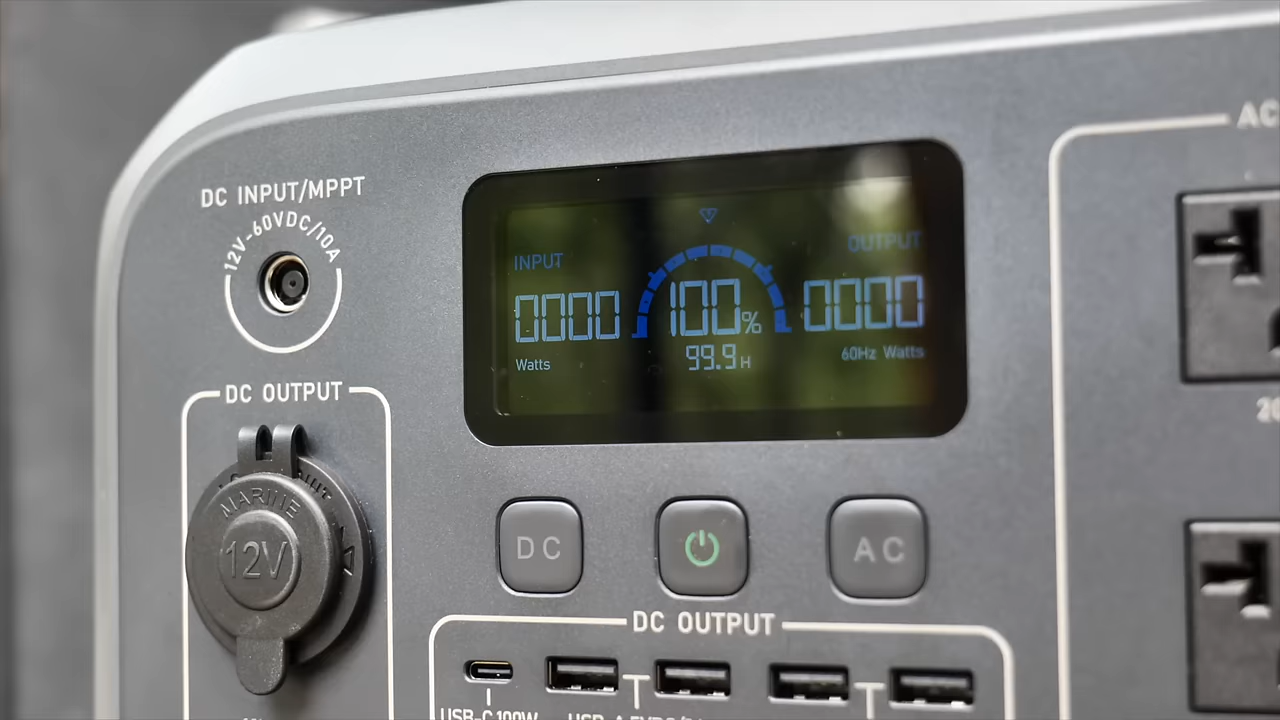 DC INPUT/MPPT
12V-60VDC/10A
DC OUTPUT
MARINE
12V
INPUT
0000
Watts
100%
99.9H
OUTPUT
0000
60Hz Watts
DC
AC
DC OUTPUT
USB-C 100W
AC